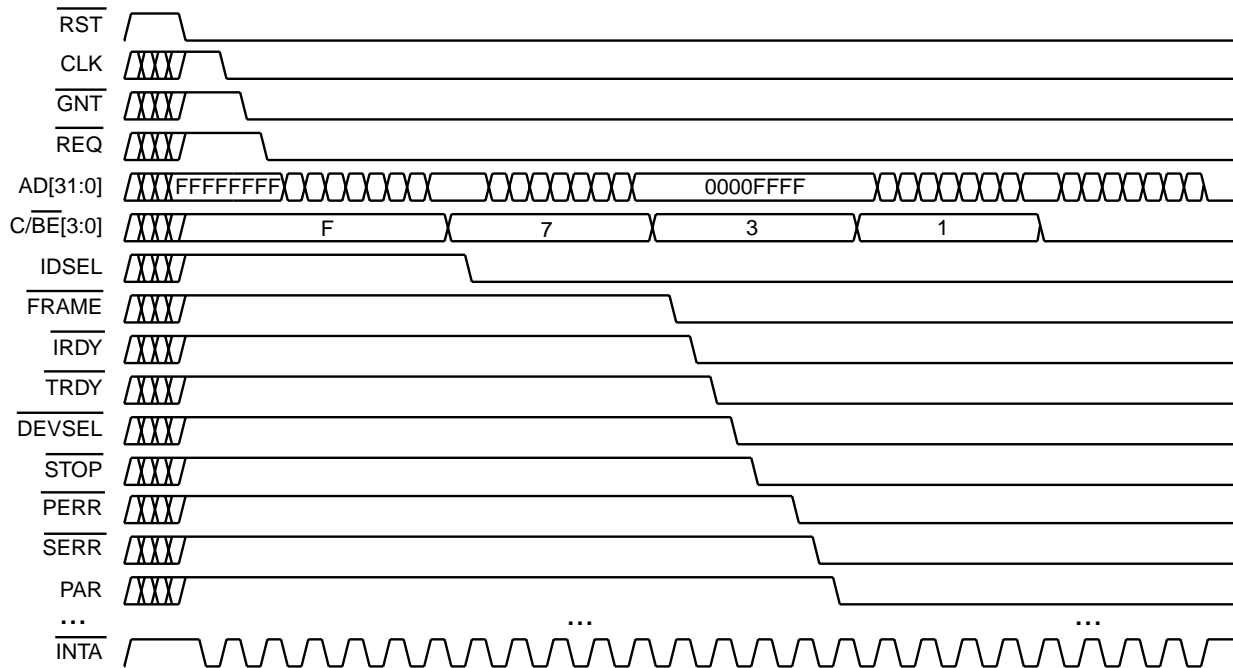 RST
CLK
GNT
REQ
AD[31:0] FFFFFFFF 0000FFFF
C/BE[3:0] F 7 3 1
IDSEL
FRAME
IRDY
TRDY
DEVSEL
STOP
PERR
SERR
PAR
... ... ...
INTA